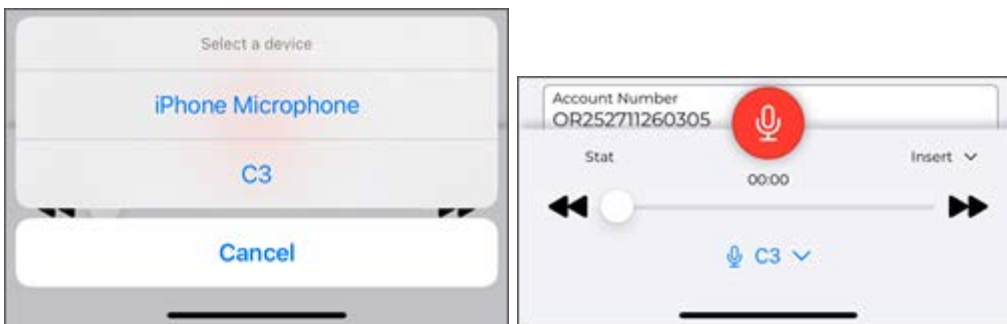 Select a device
iPhone Microphone
C3
Cancel
Account Number
OR252711260305
Stat
Insert
00:00
C3